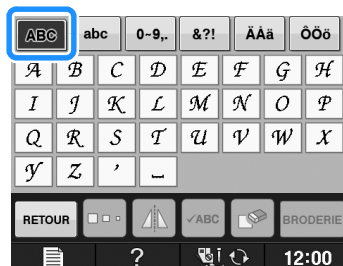 ABC abc 0~9,. &?! ÄÅä ÔÖö
A B C D E F G H
I J K L M N O P
Q R S T U V W X
Y Z ' ⎵
RETOUR ✓ABC BRODERIE
? 12:00